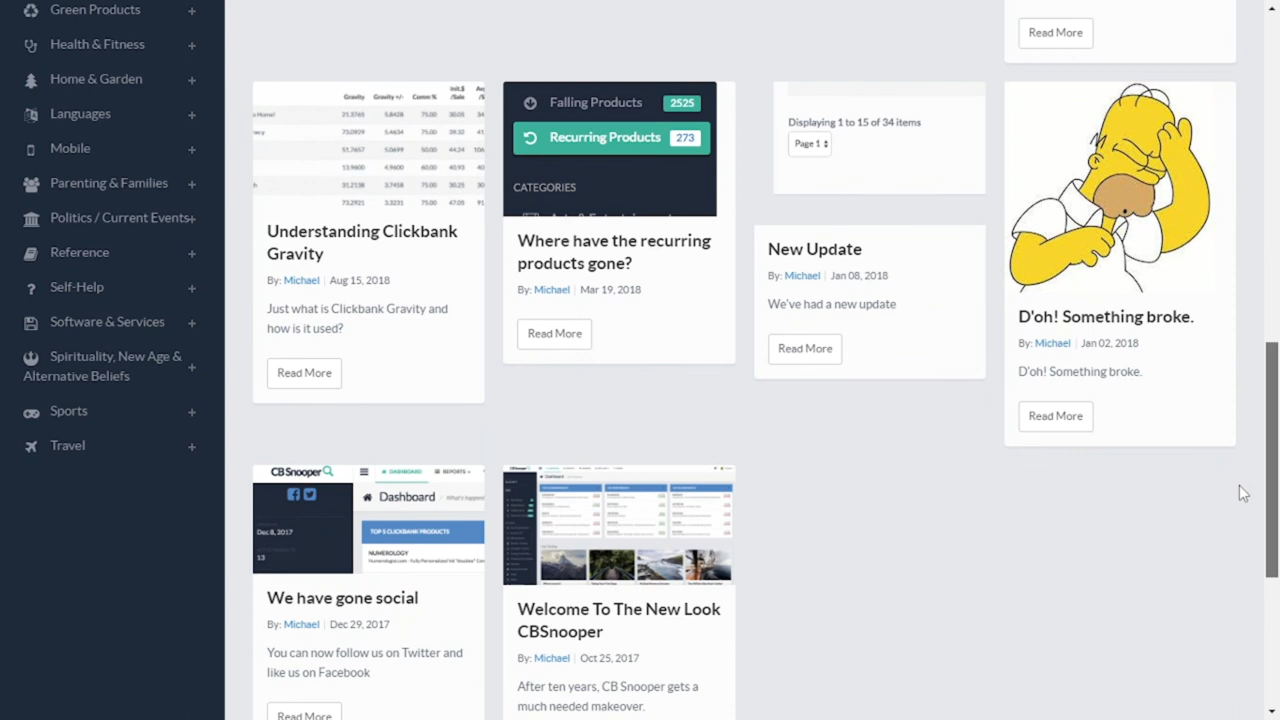 Green Products
Health & Fitness
Home & Garden
Languages
Mobile
Parenting & Families
Politics / Current Events
Reference
Self-Help
Software & Services
Spirituality, New Age &
Alternative Beliefs
Sports
Travel
Read More
Gravity Gravity +/- Comm % Init.$
/Sale
Understanding Clickbank
Gravity
By: Michael | Aug 15, 2018
Just what is Clickbank Gravity and
how is it used?
Read More
Falling Products 2525
Recurring Products 273
CATEGORIES
Where have the recurring
products gone?
By: Michael | Mar 19, 2018
Read More
Displaying 1 to 15 of 34 items
Page 1
New Update
By: Michael | Jan 08, 2018
We've had a new update
Read More
D'oh! Something broke.
By: Michael | Jan 02, 2018
D'oh! Something broke.
Read More
CBSnooper
DASHBOARD REPORTS
Dashboard
Dec 8, 2017
13
TOP 5 CLICKBANK PRODUCTS
NUMEROLOGY
We have gone social
By: Michael | Dec 29, 2017
You can now follow us on Twitter and
like us on Facebook
Read More
Welcome To The New Look
CBSnooper
By: Michael | Oct 25, 2017
After ten years, CB Snooper gets a
much needed makeover.